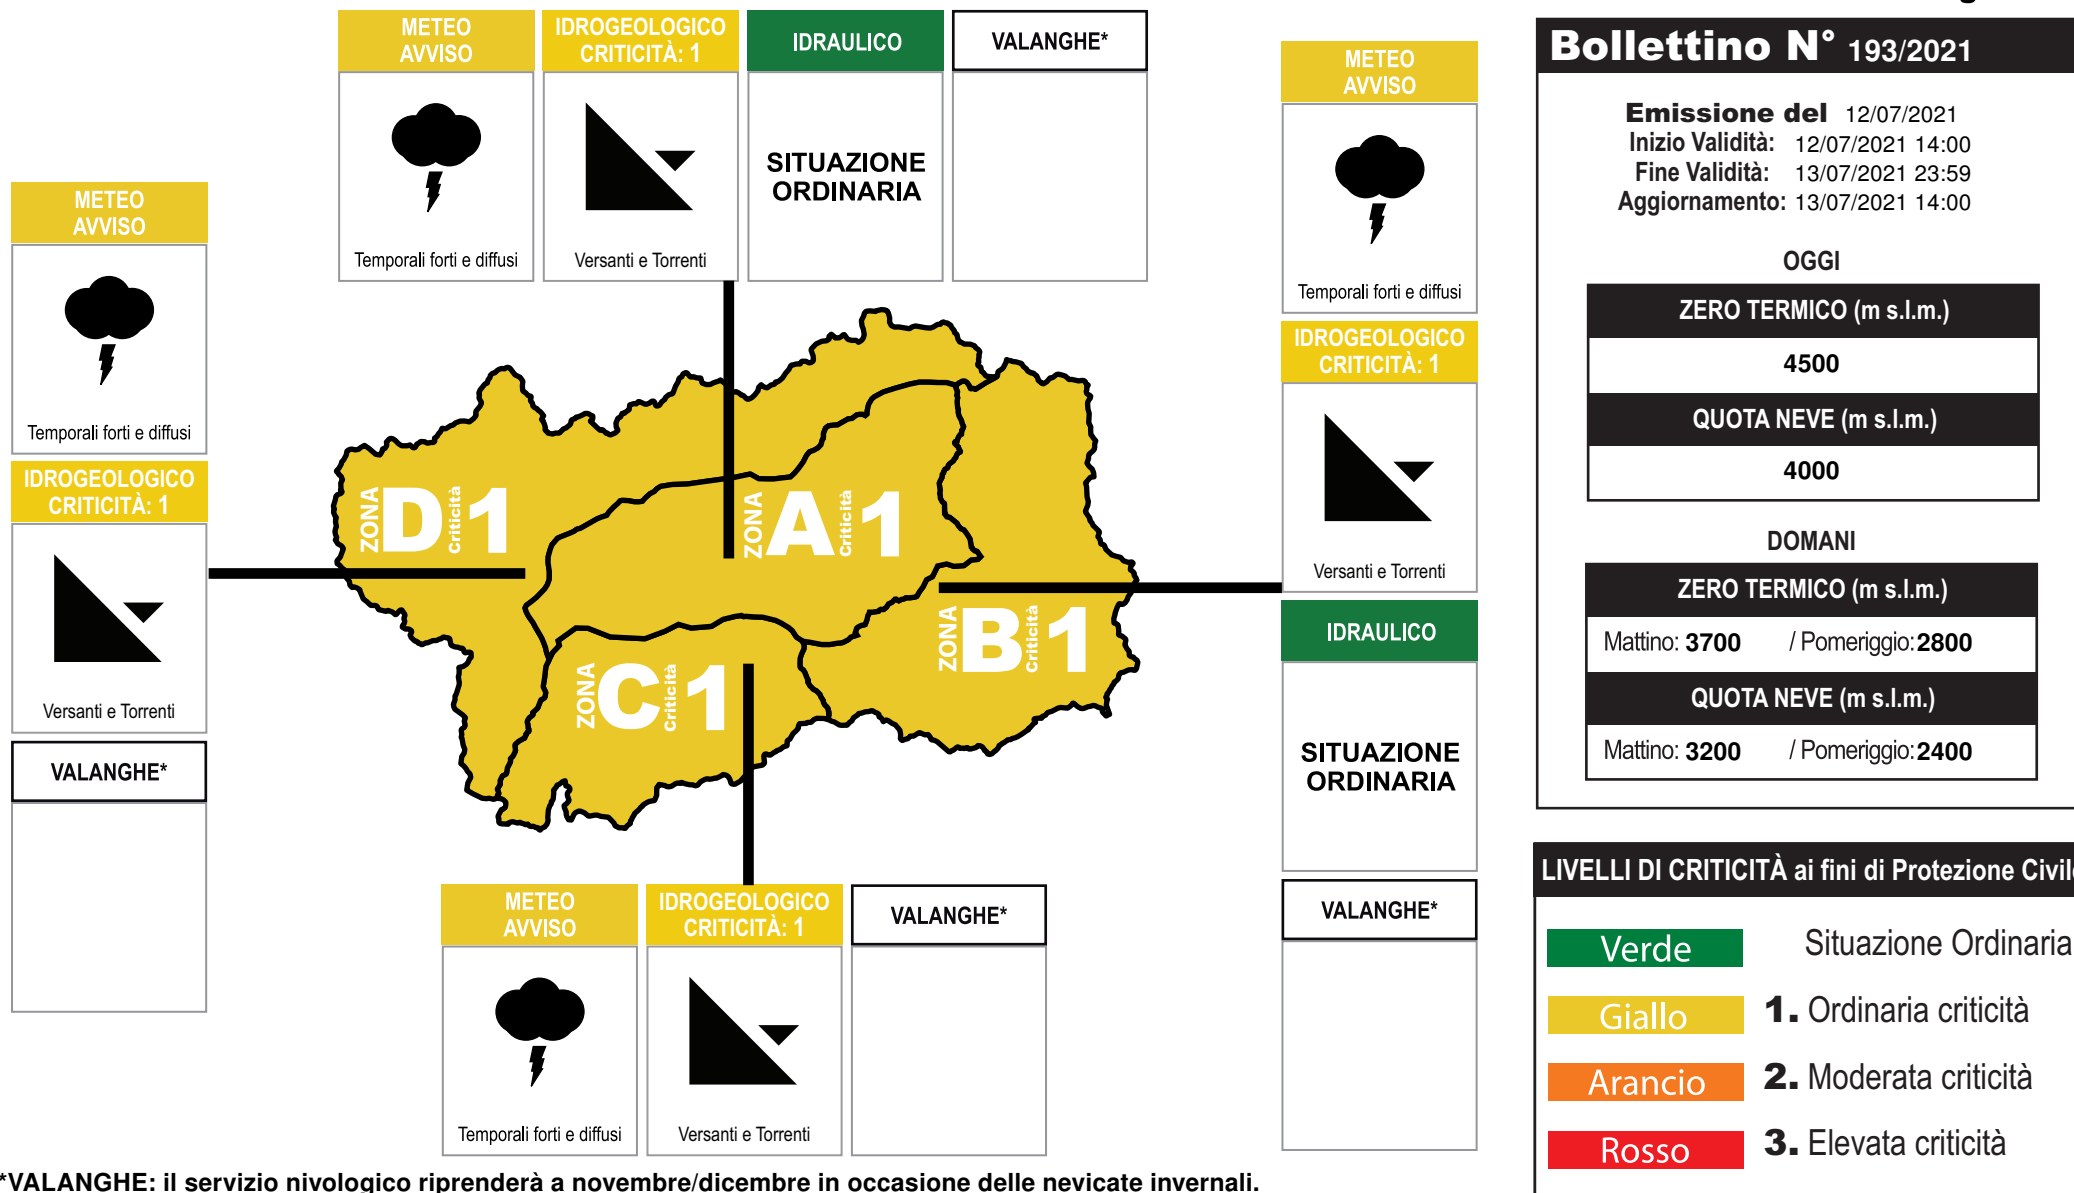 METEO
AVVISO
Temporali forti e diffusi
IDROGEOLOGICO
CRITICITÀ: 1
Versanti e Torrenti
IDRAULICO
SITUAZIONE
ORDINARIA
VALANGHE*
METEO
AVVISO
Temporali forti e diffusi
IDROGEOLOGICO
CRITICITÀ: 1
Versanti e Torrenti
VALANGHE*
METEO
AVVISO
Temporali forti e diffusi
IDROGEOLOGICO
CRITICITÀ: 1
Versanti e Torrenti
IDRAULICO
SITUAZIONE
ORDINARIA
VALANGHE*
ZONA D Criticità 1
ZONA A Criticità 1
ZONA B Criticità 1
ZONA C Criticità 1
METEO
AVVISO
Temporali forti e diffusi
IDROGEOLOGICO
CRITICITÀ: 1
Versanti e Torrenti
VALANGHE*
*VALANGHE: il servizio nivologico riprenderà a novembre/dicembre in occasione delle nevicate invernali.
Bollettino N° 193/2021
Emissione del 12/07/2021
Inizio Validità: 12/07/2021 14:00
Fine Validità: 13/07/2021 23:59
Aggiornamento: 13/07/2021 14:00
OGGI
ZERO TERMICO (m s.l.m.)
4500
QUOTA NEVE (m s.l.m.)
4000
DOMANI
ZERO TERMICO (m s.l.m.)
Mattino: 3700 / Pomeriggio: 2800
QUOTA NEVE (m s.l.m.)
Mattino: 3200 / Pomeriggio: 2400
LIVELLI DI CRITICITÀ ai fini di Protezione Civile
Verde Situazione Ordinaria
Giallo 1. Ordinaria criticità
Arancio 2. Moderata criticità
Rosso 3. Elevata criticità